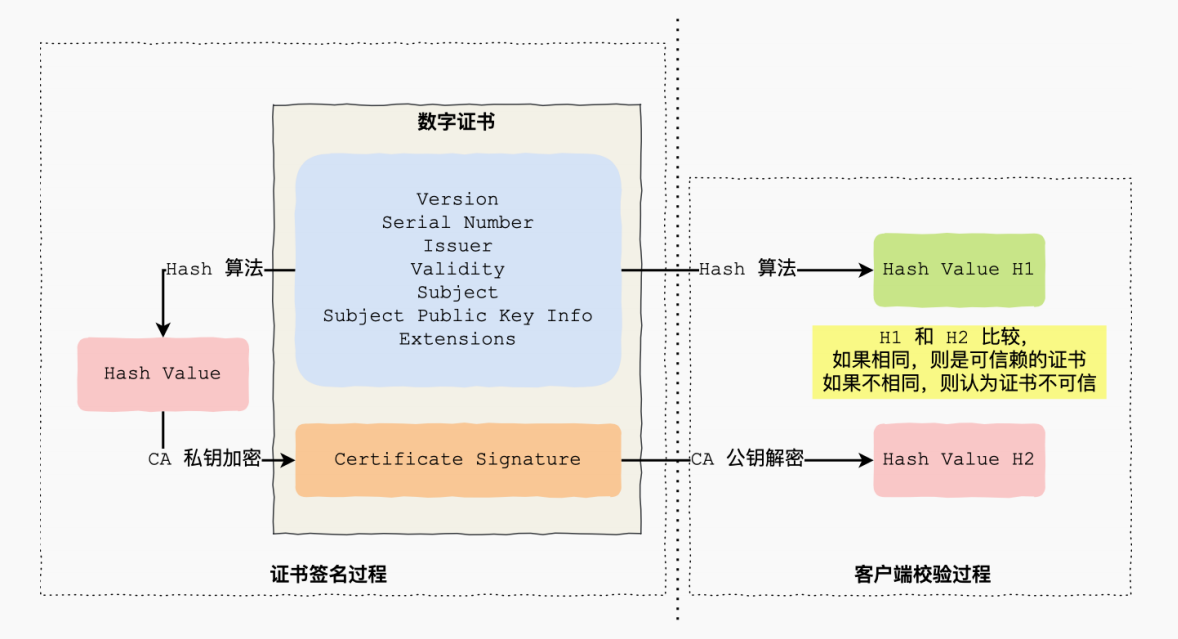 数字证书
Version
Serial Number
Issuer
Validity
Subject
Subject Public Key Info
Extensions
Hash 算法
Hash Value
CA 私钥加密
Certificate Signature
证书签名过程
Hash 算法
Hash Value H1
H1 和 H2 比较,
如果相同，则是可信赖的证书
如果不相同，则认为证书不可信
CA 公钥解密
Hash Value H2
客户端校验过程